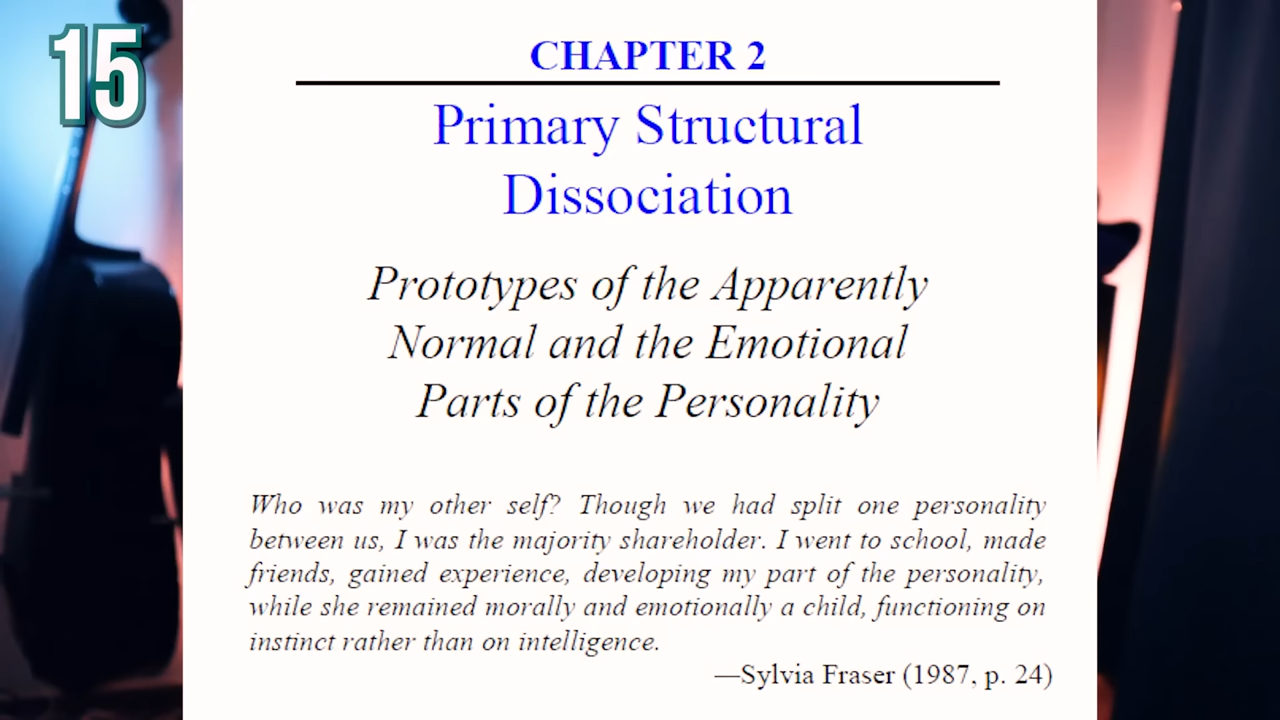 15
CHAPTER 2
Primary Structural
Dissociation
Prototypes of the Apparently
Normal and the Emotional
Parts of the Personality
Who was my other self? Though we had split one personality
between us, I was the majority shareholder. I went to school, made
friends, gained experience, developing my part of the personality,
while she remained morally and emotionally a child, functioning on
instinct rather than on intelligence.
—Sylvia Fraser (1987, p. 24)